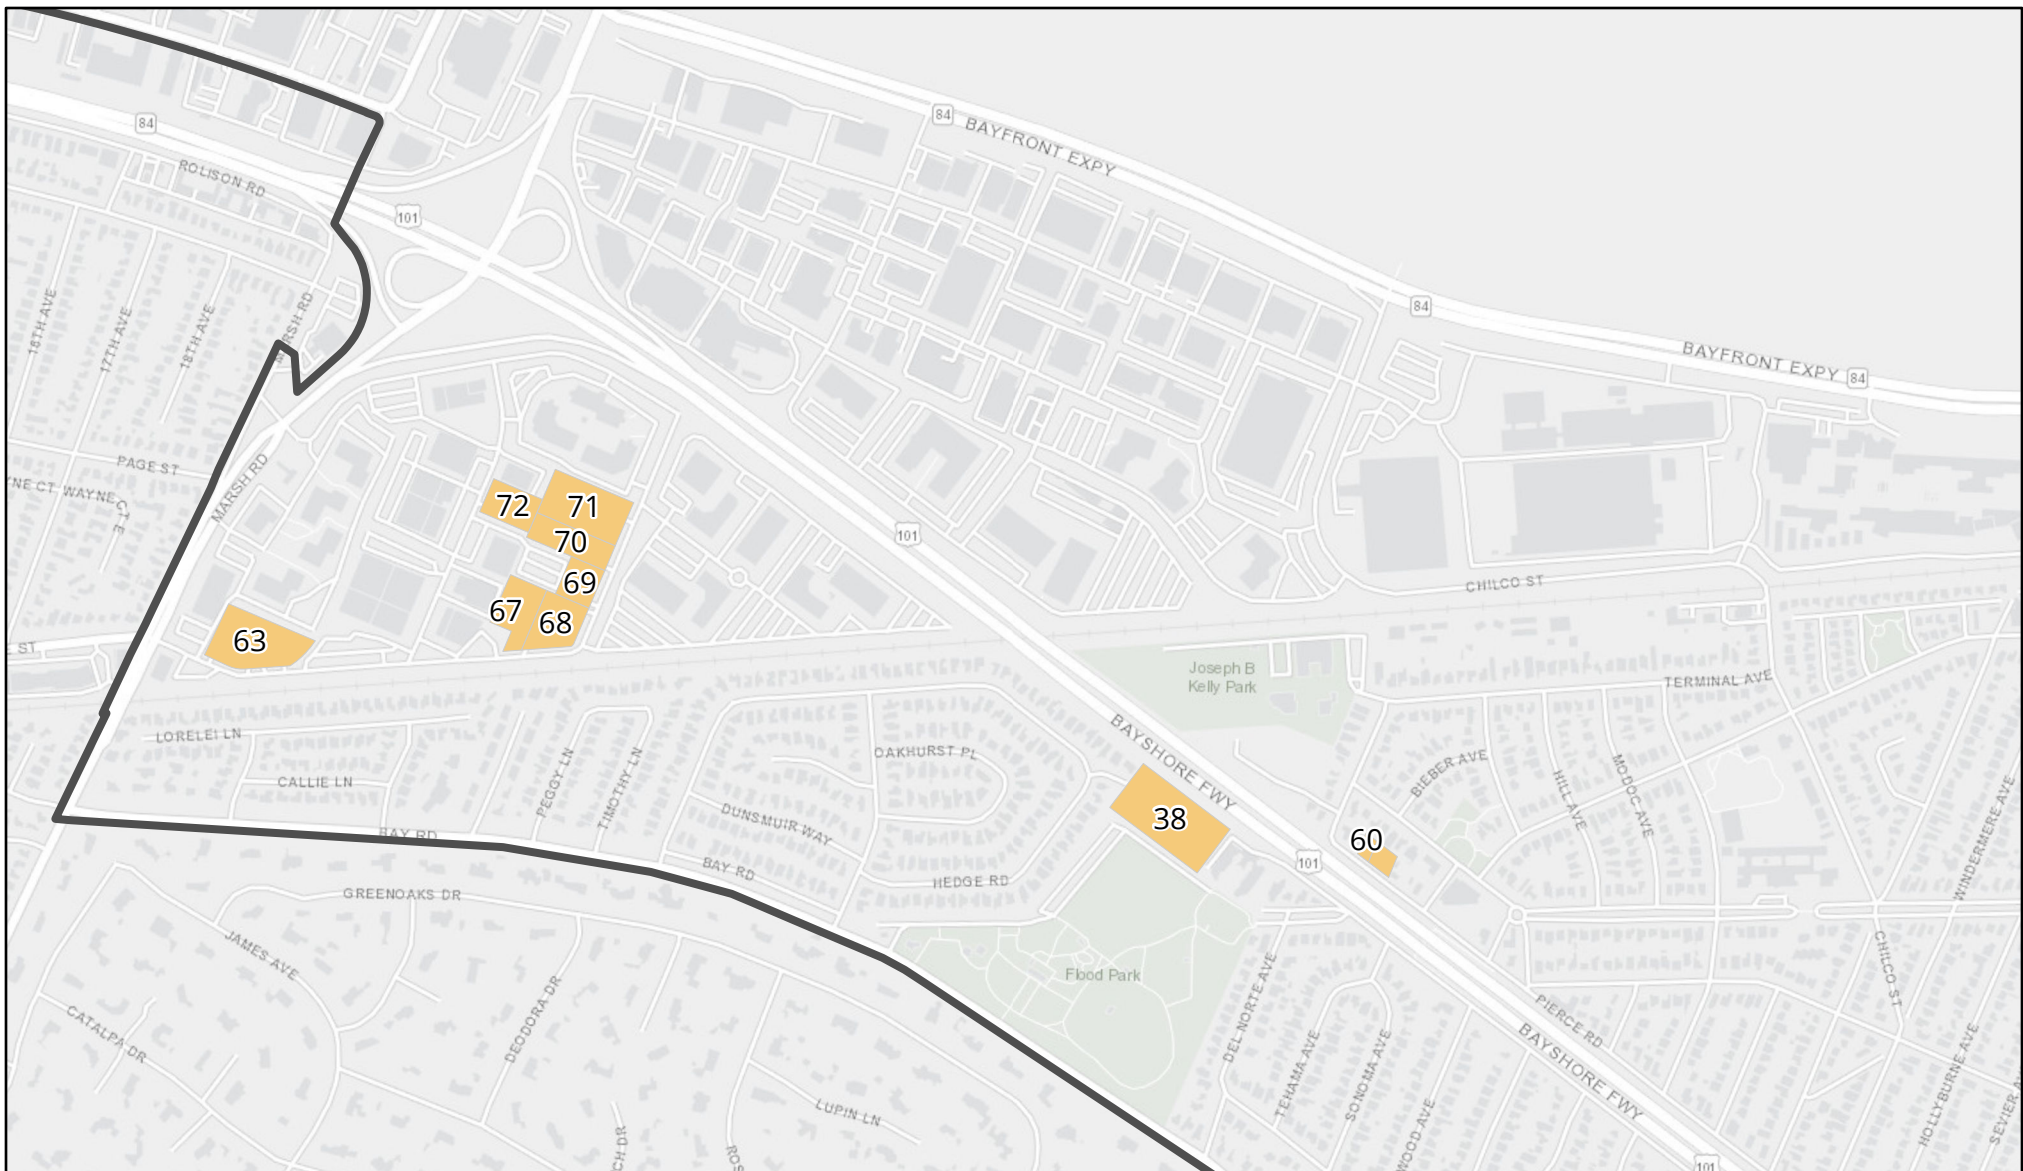 84
BAYFRONT EXPY
84
ROLISON RD
101
84
BAYFRONT EXPY
84
16TH AVE
17TH AVE
18TH AVE
MARSH RD
PAGE ST
WAYNE CT E
MARSH RD
72
71
70
69
67
68
63
101
CHILCO ST
ST
Joseph B
Kelly Park
TERMINAL AVE
LORELEI LN
CALLIE LN
PEGGY LN
TIMOTHY LN
OAKHURST PL
DUNSMUIR WAY
BAYSHORE FWY
BIEBER AVE
HILL AVE
MODOC AVE
WINDERMERE AVE
38
60
101
BAY RD
BAY RD
HEDGE RD
GREENOAKS DR
JAMES AVE
CATALPA DR
DEODORA DR
Flood Park
DEL NORTE AVE
TEHAMA AVE
SONOMA AVE
PIERCE RD
BAYSHORE FWY
CHILCO ST
HOLLYBURNE AVE
LUPIN LN
101